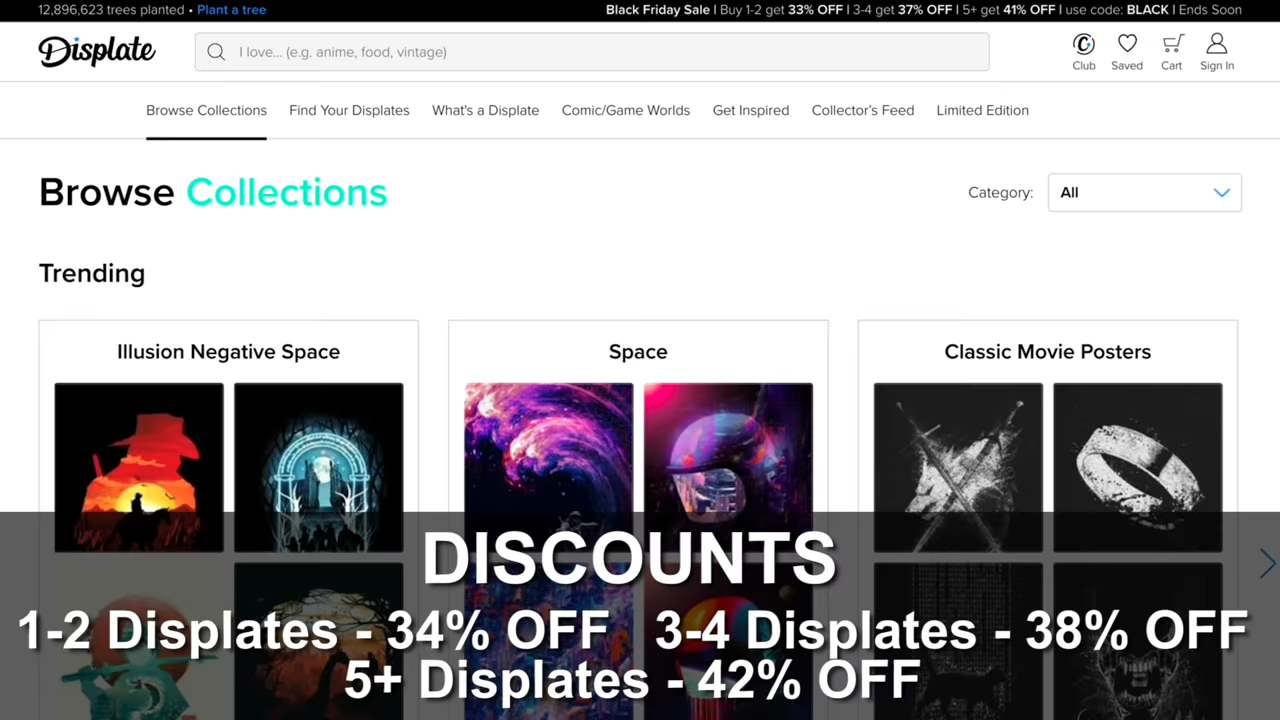 12,896,623 trees planted • Plant a tree
Black Friday Sale I Buy 1-2 get 33% OFF I 3-4 get 37% OFF I 5+ get 41% OFF I use code: BLACK I Ends Soon
Displate
I love... (e.g. anime, food, vintage)
Club
Saved
Cart
Sign In
Browse Collections
Find Your Displates
What's a Displate
Comic/Game Worlds
Get Inspired
Collector's Feed
Limited Edition
Browse Collections
Category:
All
Trending
Illusion Negative Space
Space
Classic Movie Posters
DISCOUNTS
1-2 Displates - 34% OFF 3-4 Displates - 38% OFF
5+ Displates - 42% OFF